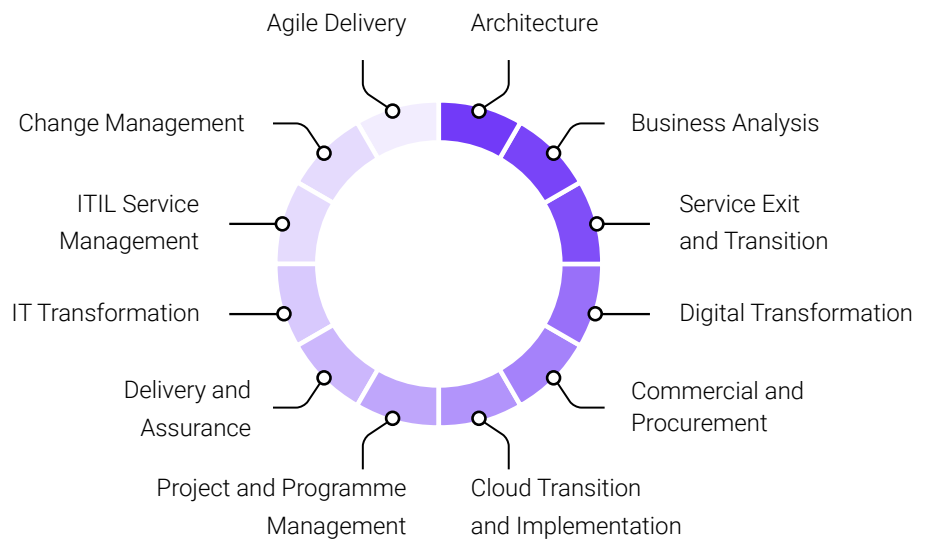 Agile Delivery
Architecture
Change Management
Business Analysis
ITIL Service
Management
Service Exit
and Transition
IT Transformation
Digital Transformation
Delivery and
Assurance
Commercial and
Procurement
Project and Programme
Management
Cloud Transition
and Implementation